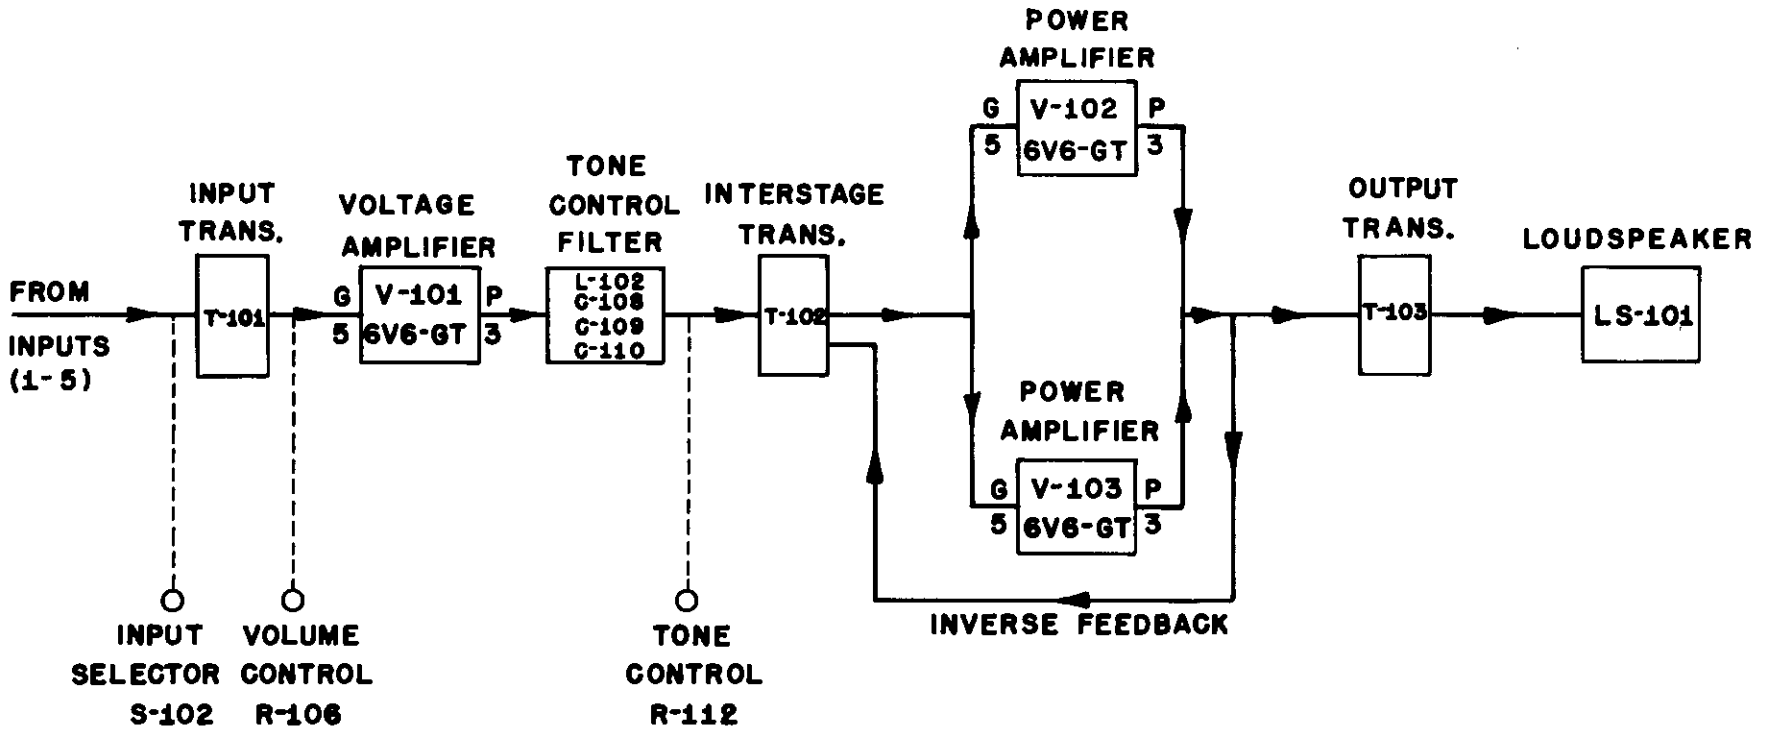 FROM
INPUTS
(1-5)
INPUT
TRANS.
T-101
VOLTAGE
AMPLIFIER
G
5
V-101
6V6-GT
P
3
TONE
CONTROL
FILTER
L-102
C-108
C-109
C-110
INTERSTAGE
TRANS.
T-102
POWER
AMPLIFIER
G
5
V-102
6V6-GT
P
3
POWER
AMPLIFIER
G
5
V-103
6V6-GT
P
3
INVERSE FEEDBACK
OUTPUT
TRANS.
T-103
LOUDSPEAKER
LS-101
INPUT
SELECTOR
S-102
VOLUME
CONTROL
R-106
TONE
CONTROL
R-112